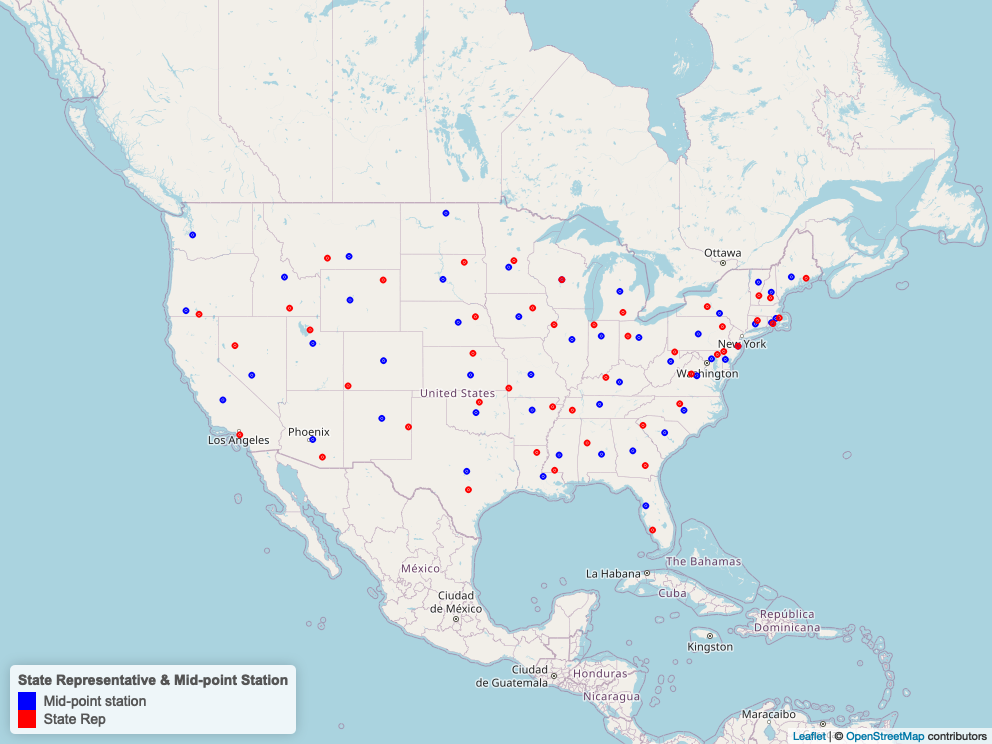 Ottawa
New York
Washington
United States
Los Angeles
Phoenix
México
Ciudad
de México
La Habana
The Bahamas
Cuba
República
Dominicana
Kingston
Ciudad
de Guatemala
Honduras
Nicaragua
Maracaibo
State Representative & Mid-point Station
Mid-point station
State Rep
Leaflet | © OpenStreetMap contributors